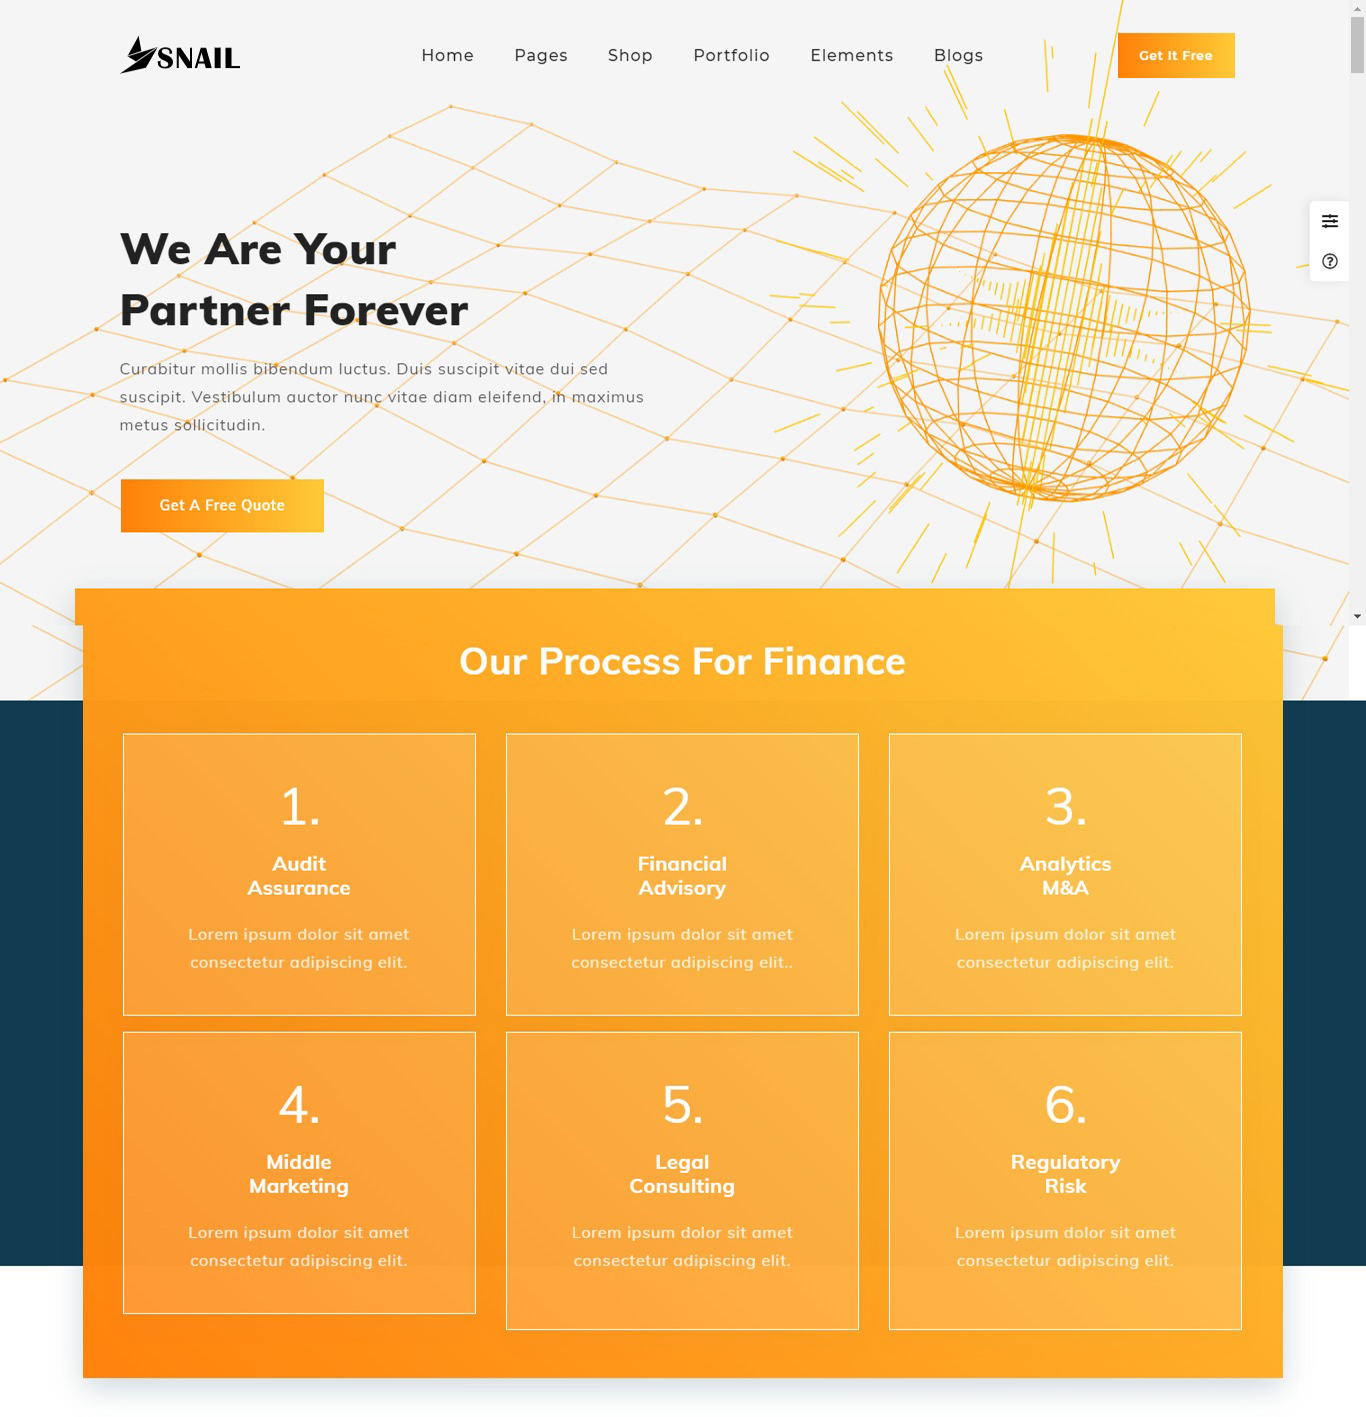 SNAIL
Home Pages Shop Portfolio Elements Blogs
Get It Free
We Are Your
Partner Forever
Curabitur mollis bibendum luctus. Duis suscipit vitae dui sed
suscipit. Vestibulum auctor nunc vitae diam eleifend, in maximus
metus sollicitudin.
Get A Free Quote
Our Process For Finance
1.
Audit
Assurance
Lorem ipsum dolor sit amet
consectetur adipiscing elit.
2.
Financial
Advisory
Lorem ipsum dolor sit amet
consectetur adipiscing elit..
3.
Analytics
M&A
Lorem ipsum dolor sit amet
consectetur adipiscing elit.
4.
Middle
Marketing
Lorem ipsum dolor sit amet
consectetur adipiscing elit.
5.
Legal
Consulting
Lorem ipsum dolor sit amet
consectetur adipiscing elit.
6.
Regulatory
Risk
Lorem ipsum dolor sit amet
consectetur adipiscing elit.